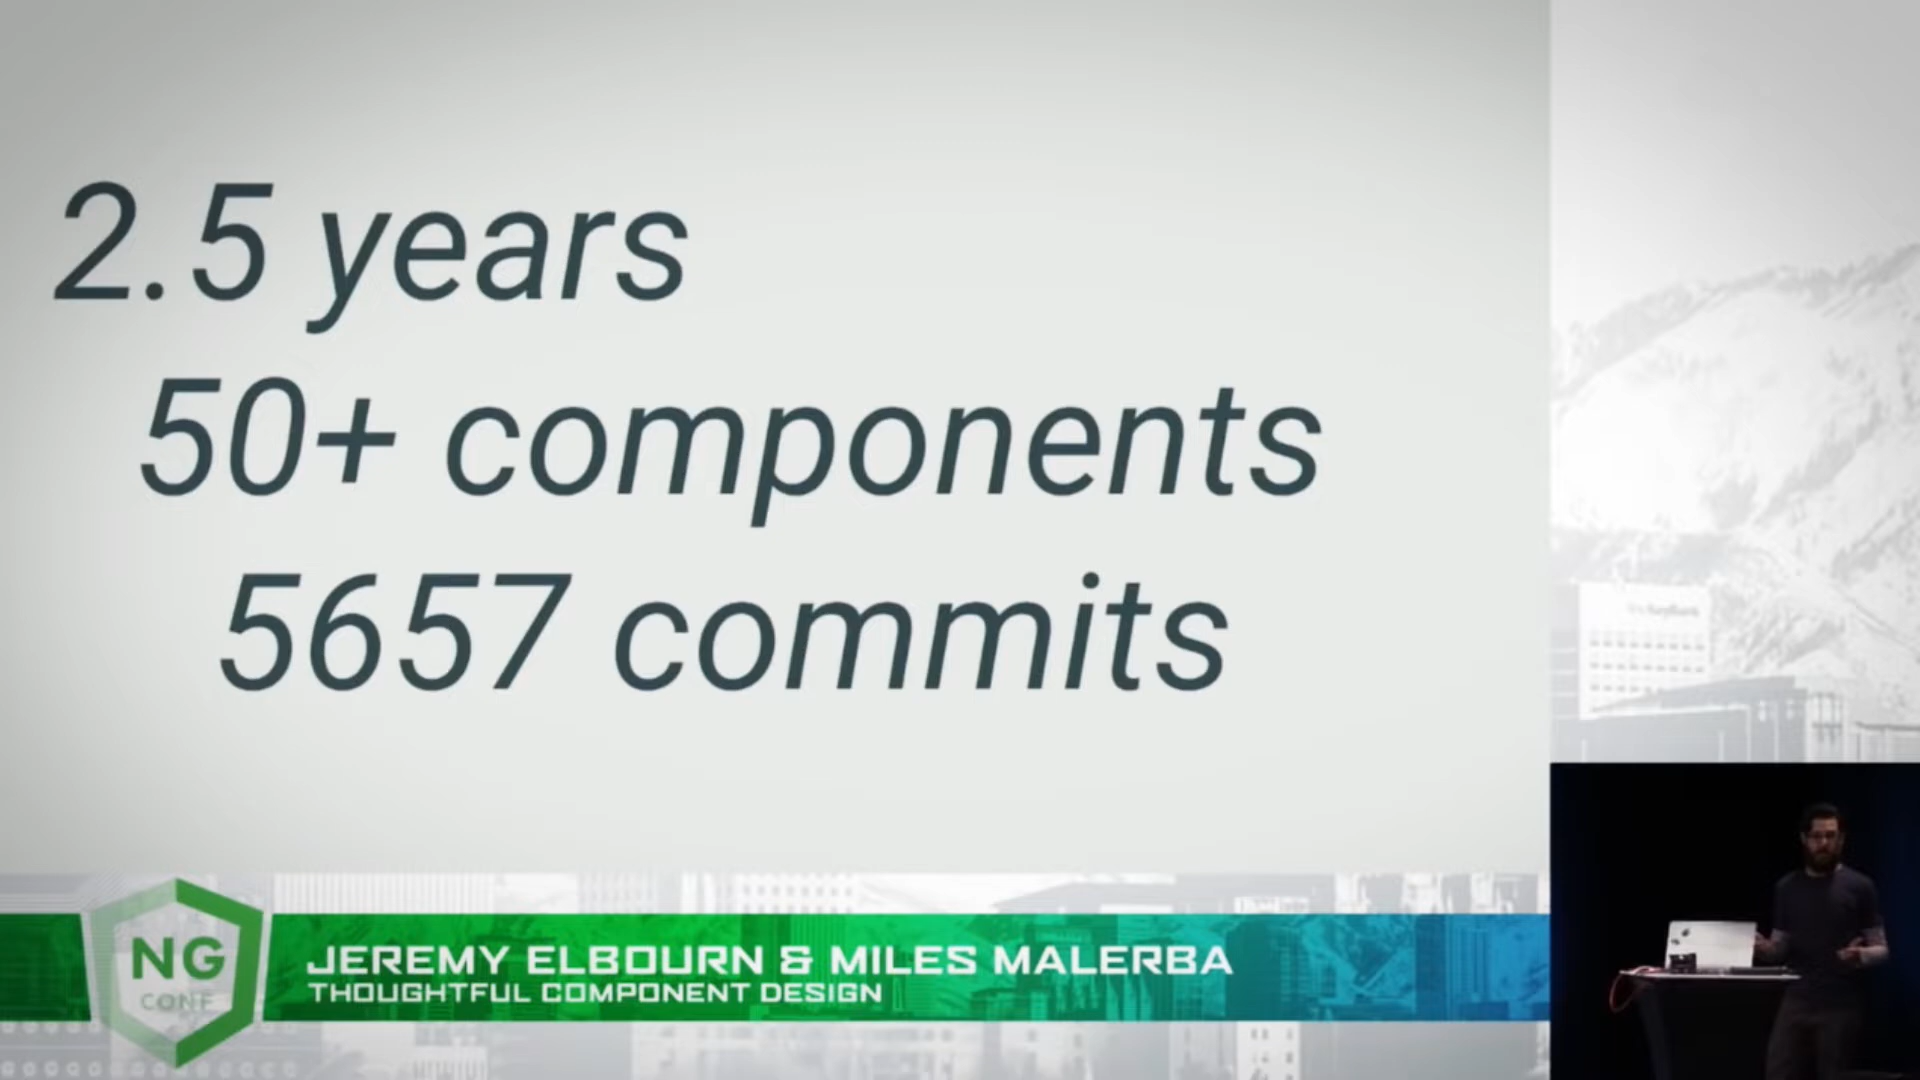 2.5 years
50+ components
5657 commits
NG
CONF
JEREMY ELBOURN & MILES MALERBA
THOUGHTFUL COMPONENT DESIGN